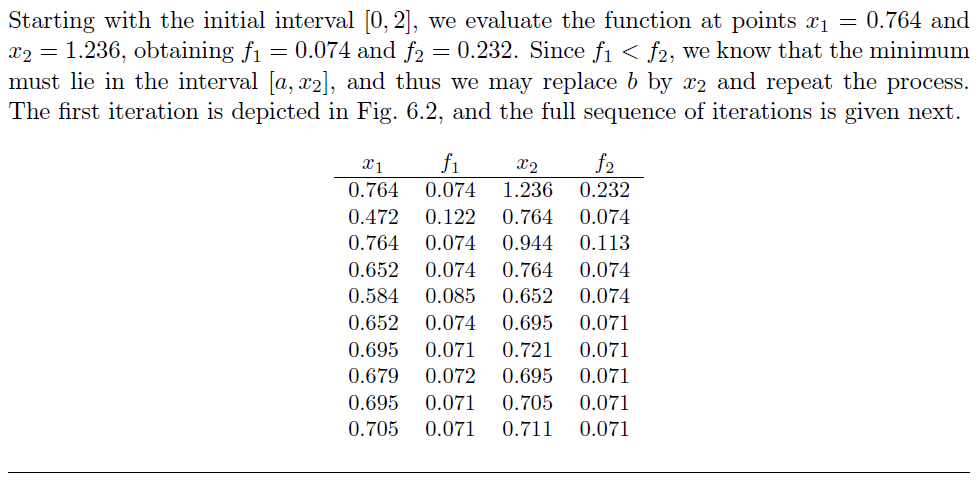 Starting with the initial interval [0, 2], we evaluate the function at points x₁ = 0.764 and
x₂ = 1.236, obtaining f₁ = 0.074 and f₂ = 0.232. Since f₁ < f₂, we know that the minimum
must lie in the interval [a, x₂], and thus we may replace b by x₂ and repeat the process.
The first iteration is depicted in Fig. 6.2, and the full sequence of iterations is given next.
x₁ f₁ x₂ f₂
0.764 0.074 1.236 0.232
0.472 0.122 0.764 0.074
0.764 0.074 0.944 0.113
0.652 0.074 0.764 0.074
0.584 0.085 0.652 0.074
0.652 0.074 0.695 0.071
0.695 0.071 0.721 0.071
0.679 0.072 0.695 0.071
0.695 0.071 0.705 0.071
0.705 0.071 0.711 0.071